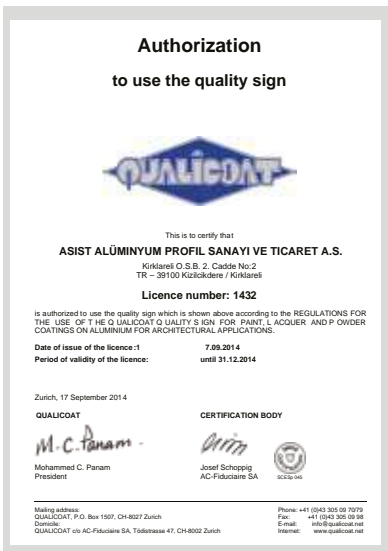 Authorization
to use the quality sign
QUALICOAT
This is to certify that
ASIST ALÜMINYUM PROFIL SANAYI VE TICARET A.S.
Kirklareli O.S.B. 2. Cadde No:2
TR – 39100 Kizilcikdere / Kirklareli
Licence number: 1432
is authorized to use the quality sign which is shown above according to the REGULATIONS FOR
THE USE OF T HE Q UALICOAT Q UALITY S IGN FOR PAINT, L ACQUER AND P OWDER
COATINGS ON ALUMINIUM FOR ARCHITECTURAL APPLICATIONS.
Date of issue of the licence:1 7.09.2014
Period of validity of the licence: until 31.12.2014
Zurich, 17 September 2014
QUALICOAT CERTIFICATION BODY
M.C. Panam
Mohammed C. Panam Josef Schoppig
President AC-Fiduciaire SA
SCESp 045
Mailing address: Phone: +41 (0)43 305 09 70/79
QUALICOAT, P.O. Box 1507, CH-8027 Zurich Fax: +41 (0)43 305 09 98
Domicile: E-mail: info@qualicoat.net
QUALICOAT c/o AC-Fiduciaire SA, Tödistrasse 47, CH-8002 Zurich Internet: www.qualicoat.net